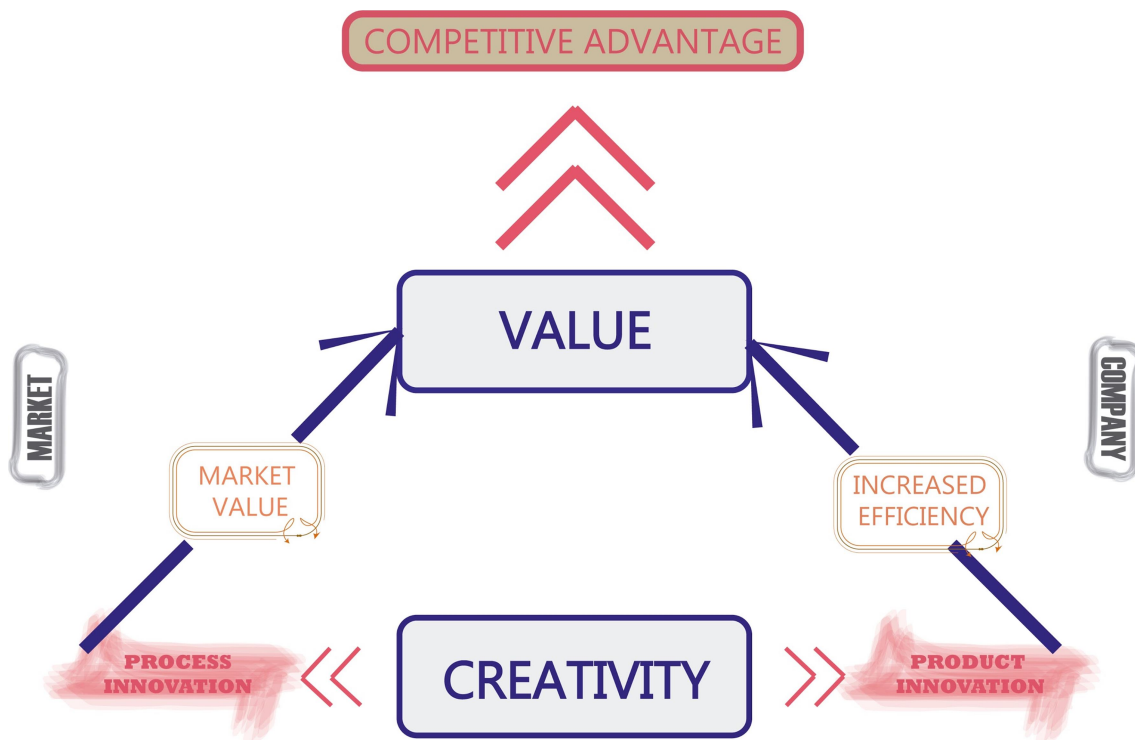 COMPETITIVE ADVANTAGE
VALUE
MARKET
COMPANY
MARKET
VALUE
INCREASED
EFFICIENCY
PROCESS
INNOVATION
CREATIVITY
PRODUCT
INNOVATION